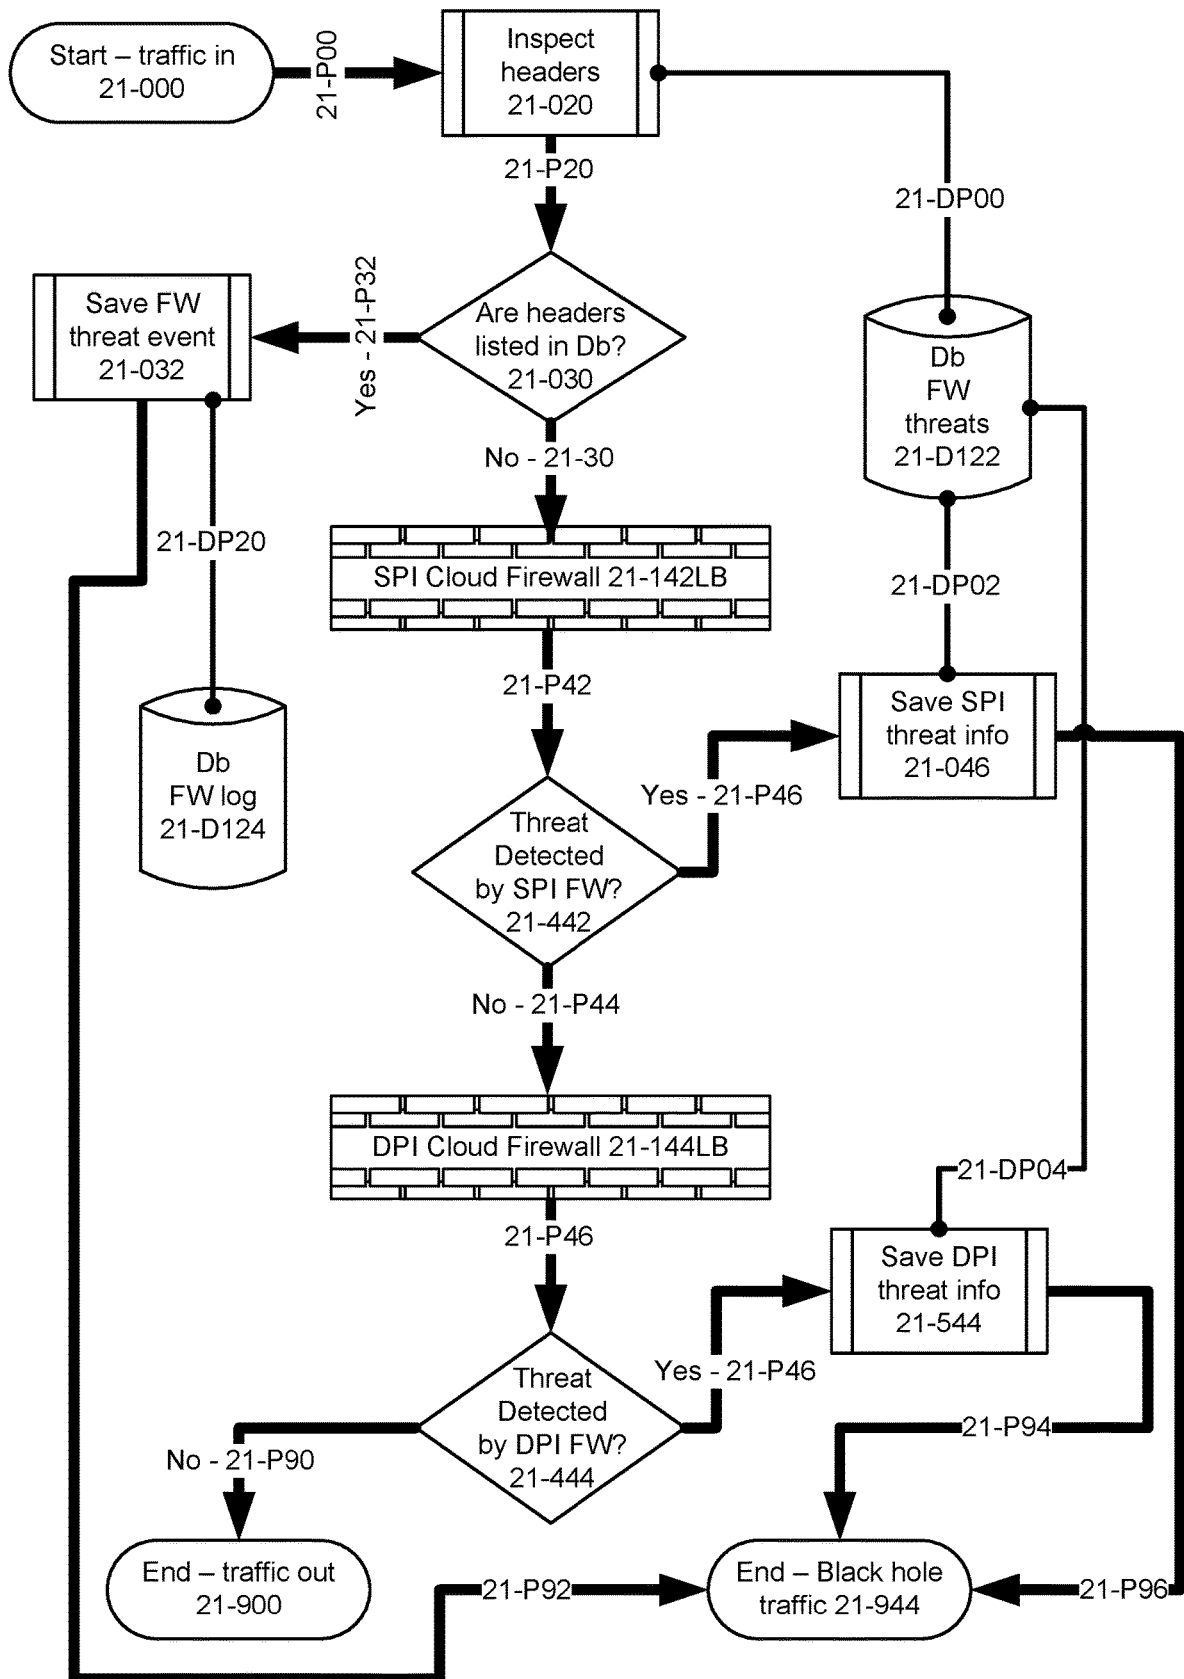 Start – traffic in
21-000
21-P00
Inspect
headers
21-020
21-P20
21-DP00
Save FW
threat event
21-032
Yes - 21-P32
Are headers
listed in Db?
21-030
Db
FW
threats
21-D122
No - 21-30
21-DP20
SPI Cloud Firewall 21-142LB
21-DP02
21-P42
Save SPI
threat info
21-046
Db
FW log
21-D124
Yes - 21-P46
Threat
Detected
by SPI FW?
21-442
No - 21-P44
DPI Cloud Firewall 21-144LB
21-DP04
21-P46
Save DPI
threat info
21-544
Yes - 21-P46
Threat
Detected
by DPI FW?
21-444
21-P94
No - 21-P90
End – traffic out
21-900
21-P92
End – Black hole
traffic 21-944
21-P96